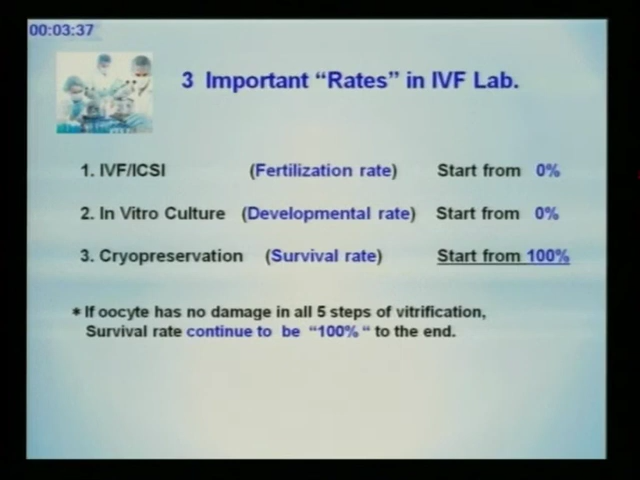 00:03:37
3 Important “Rates” in IVF Lab.
1. IVF/ICSI (Fertilization rate) Start from 0%
2. In Vitro Culture (Developmental rate) Start from 0%
3. Cryopreservation (Survival rate) Start from 100%
* If oocyte has no damage in all 5 steps of vitrification,
Survival rate continue to be “100% “ to the end.